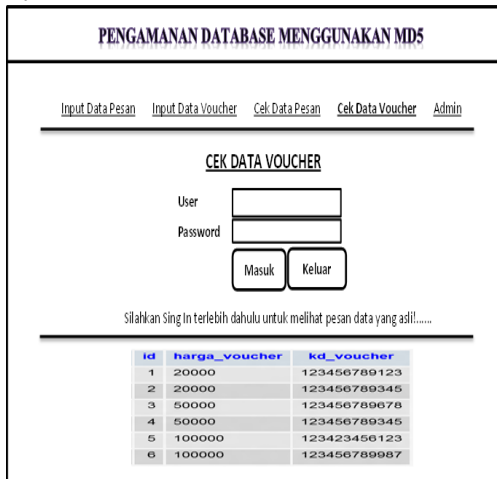 PENGAMANAN DATABASE MENGGUNAKAN MD5
Input Data Pesan Input Data Voucher Cek Data Pesan Cek Data Voucher Admin
CEK DATA VOUCHER
User
Password
Masuk Keluar
Silahkan Sing In terlebih dahulu untuk melihat pesan data yang asli!......
id harga_voucher kd_voucher
1 20000 123456789123
2 20000 123456789345
3 50000 123456789678
4 50000 123456789345
5 100000 123423456123
6 100000 123456789987